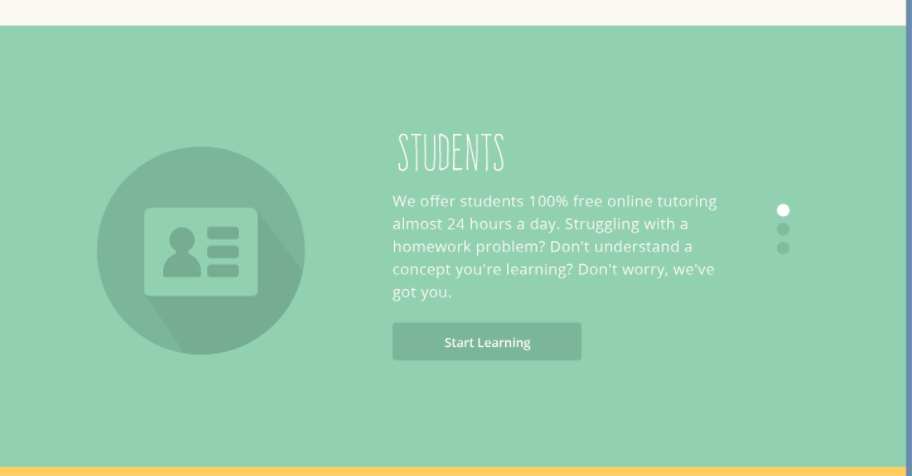 STUDENTS
We offer students 100% free online tutoring
almost 24 hours a day. Struggling with a
homework problem? Don't understand a
concept you're learning? Don't worry, we've
got you.
Start Learning